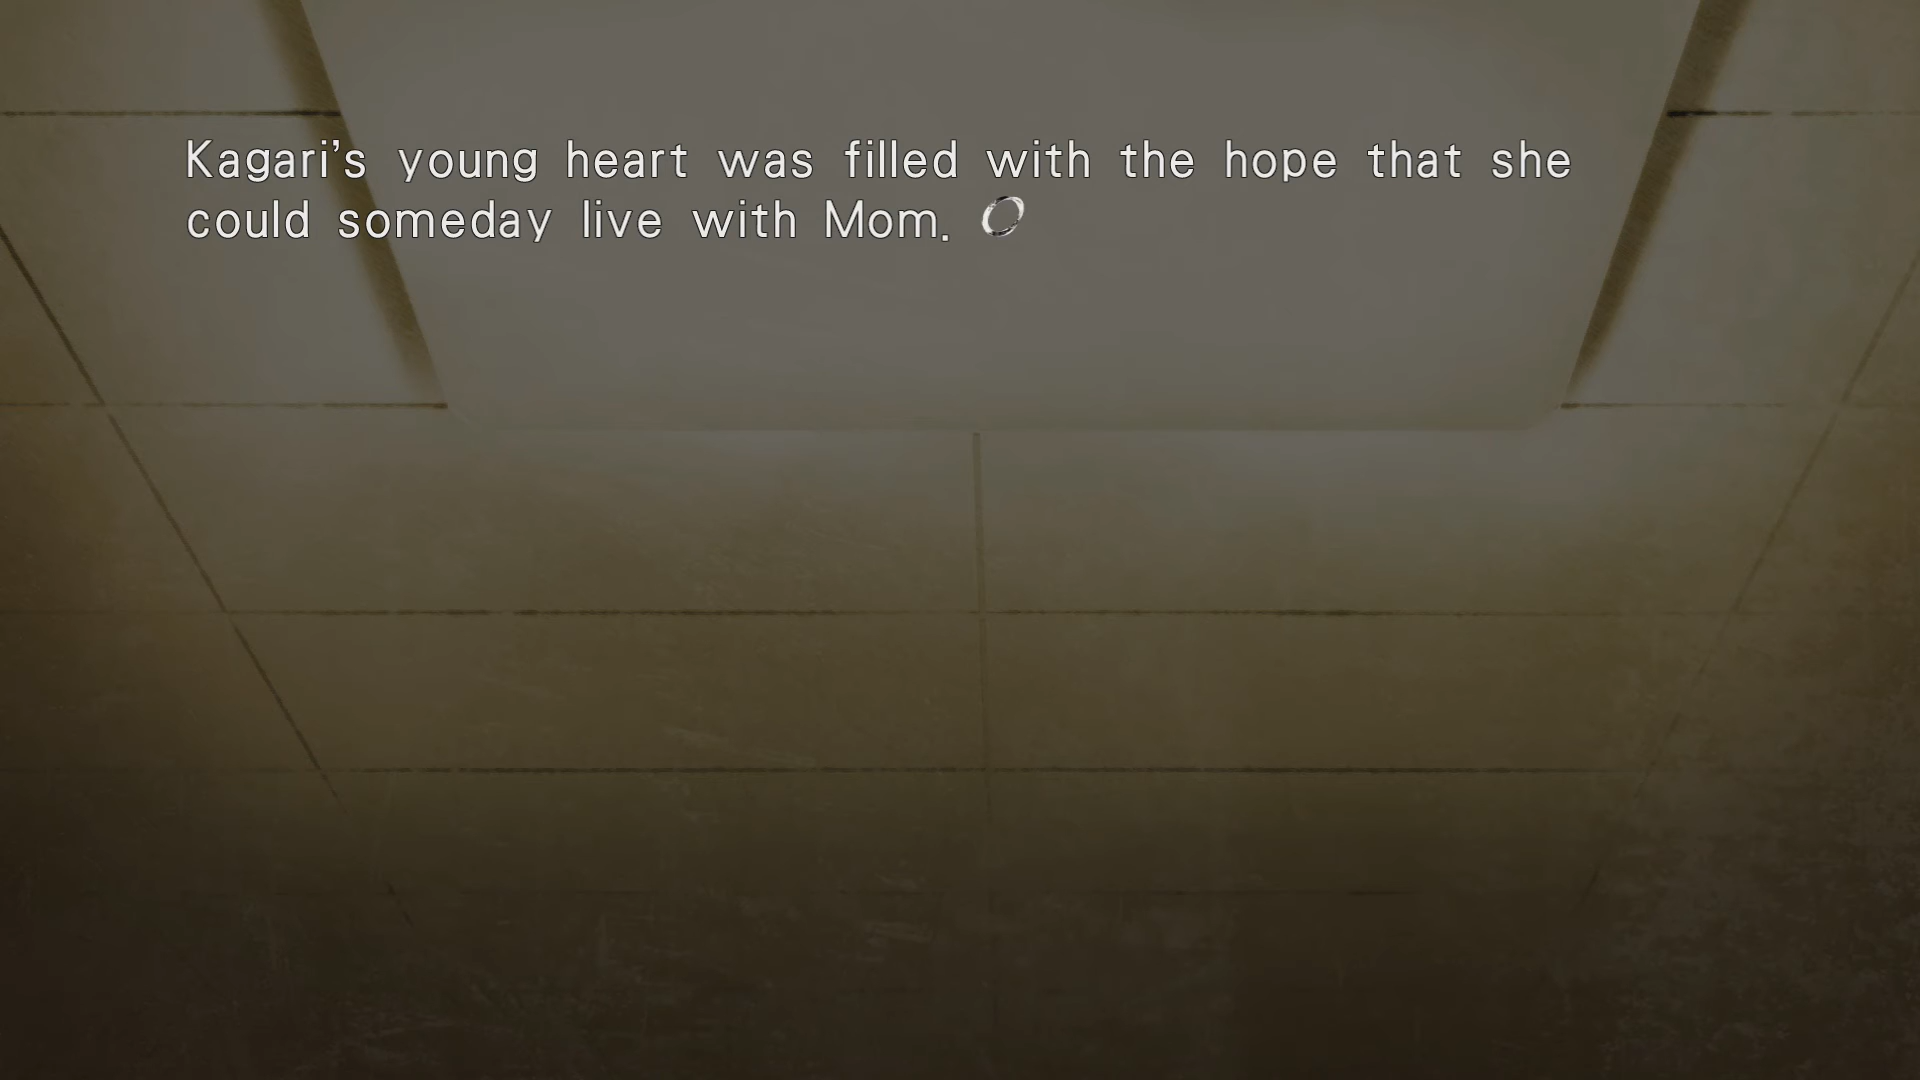 Kagari’s young heart was filled with the hope that she
could someday live with Mom.